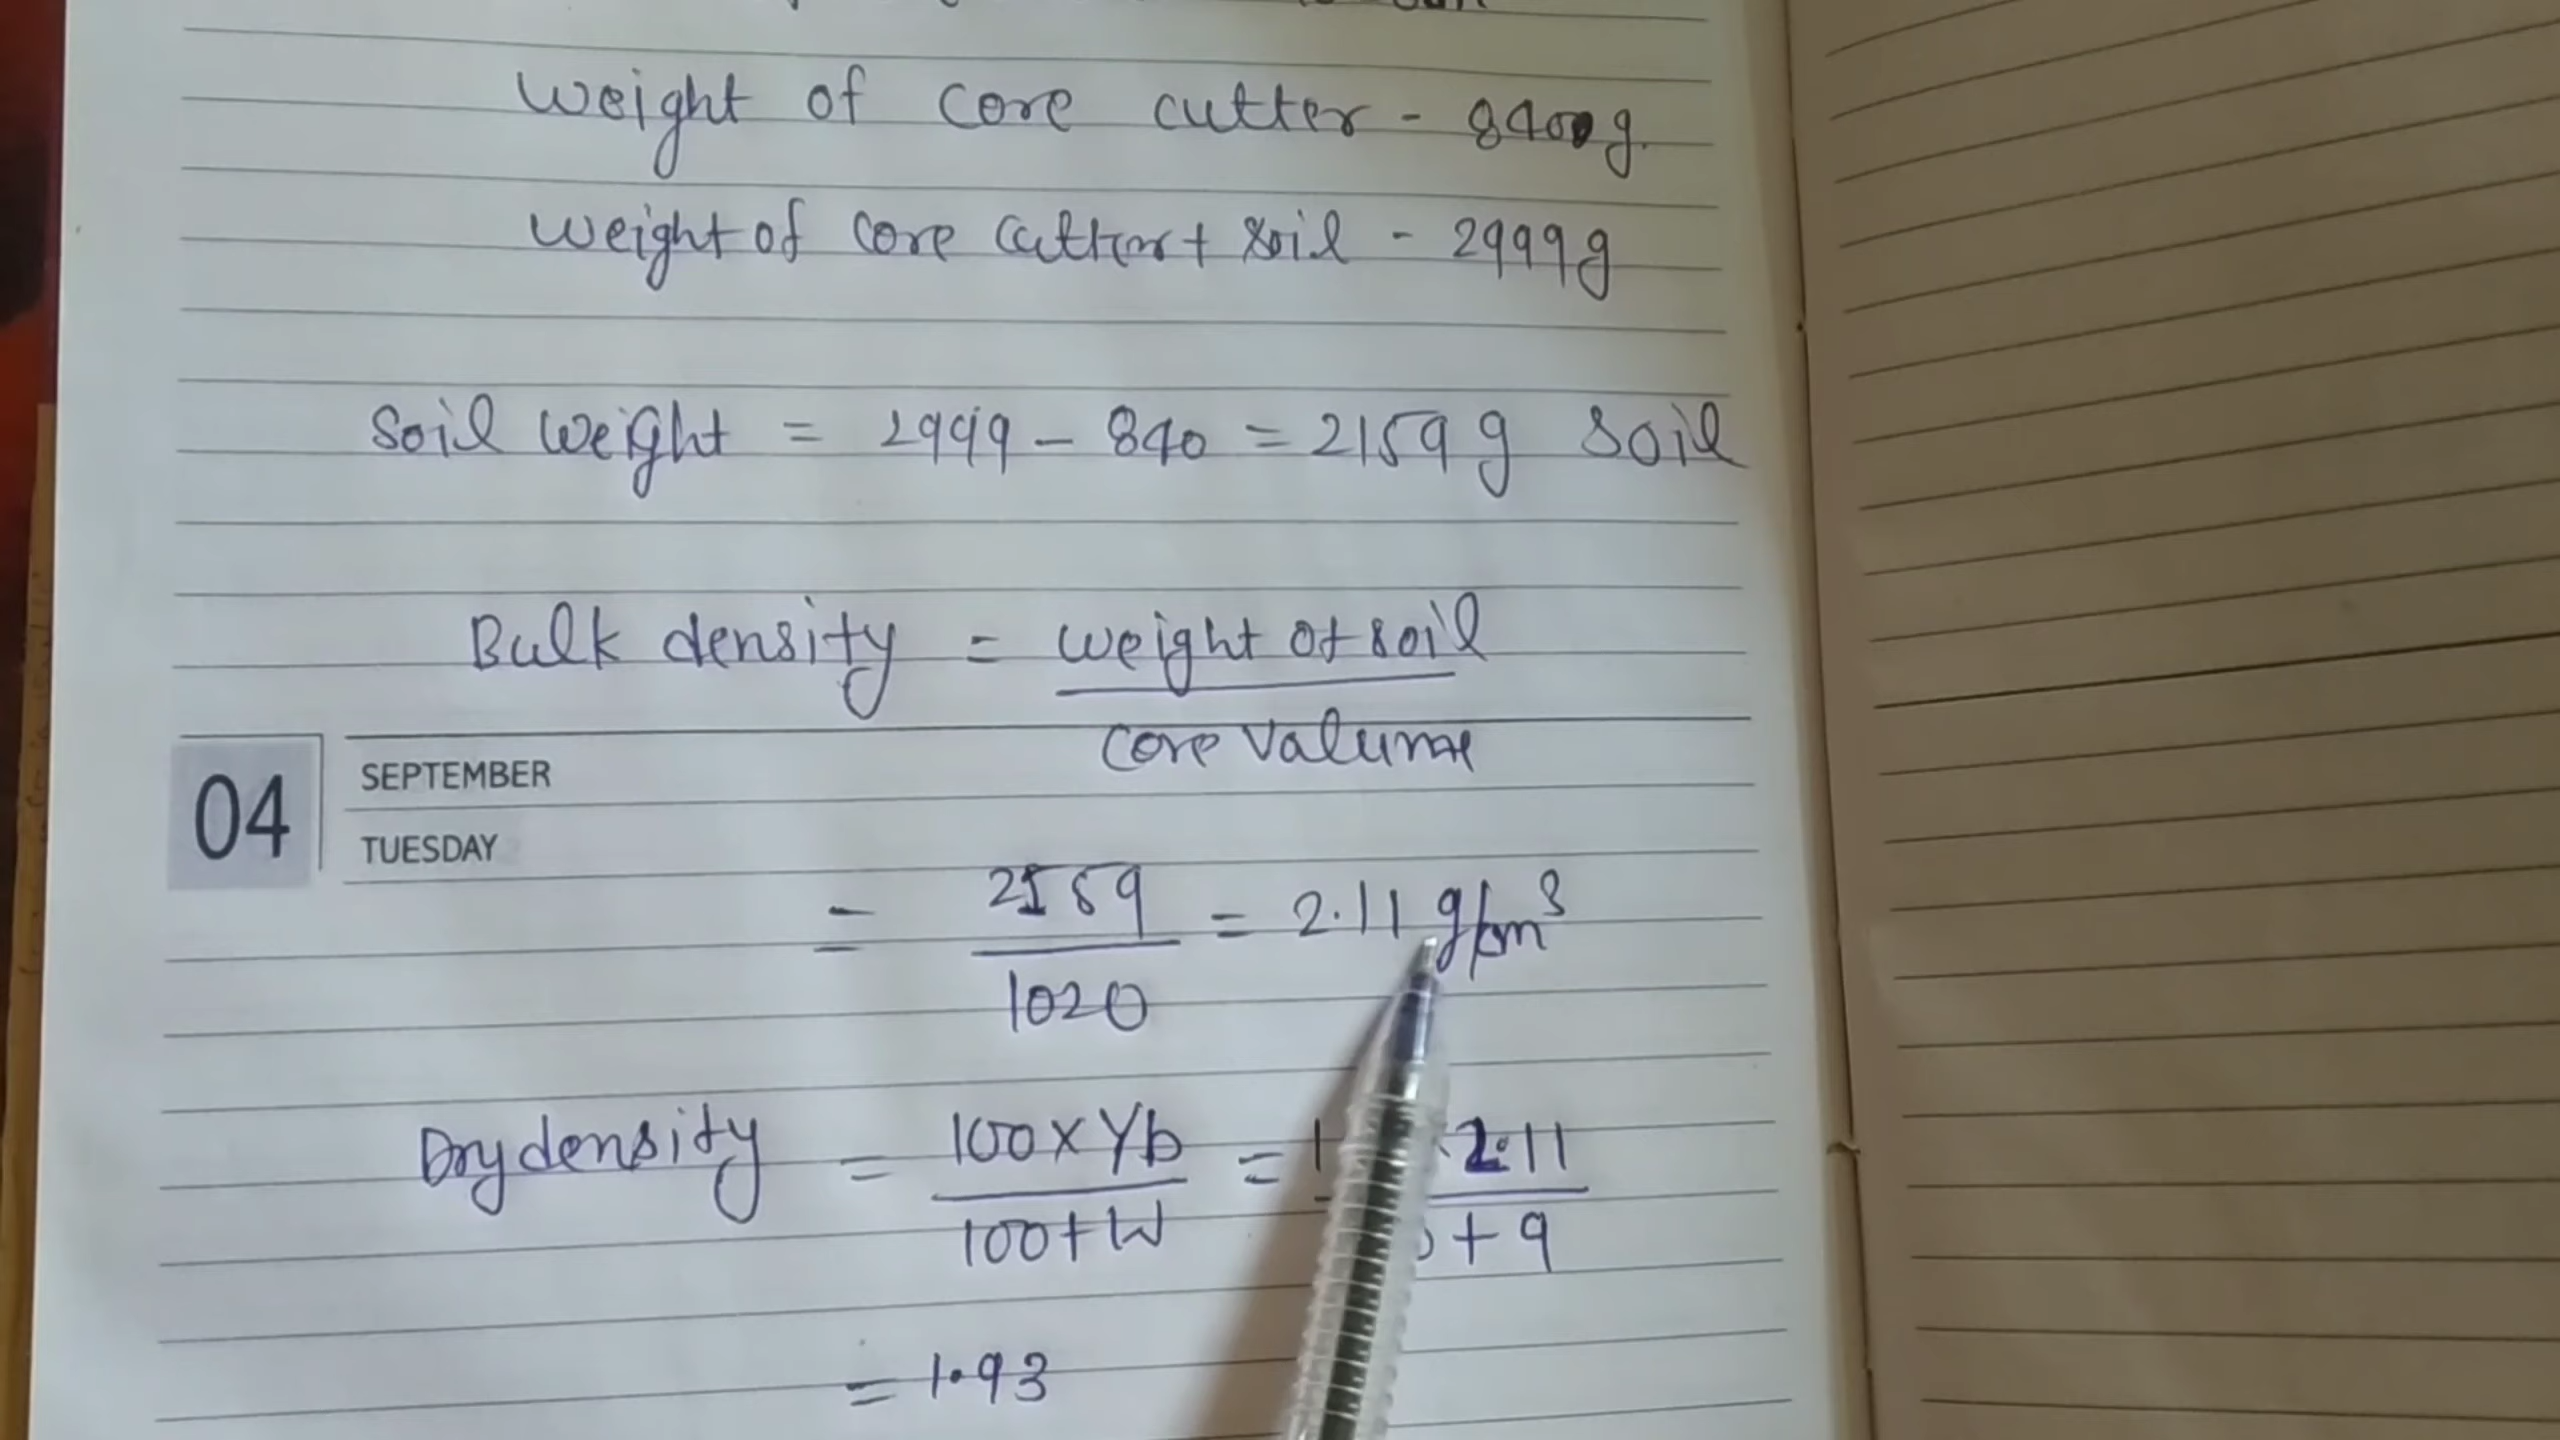 Weight of core cutter - 840g.
Weight of core cutter + soil - 2999g
Soil weight = 2999 - 840 = 2159 g soil
Bulk density = weight of soil
core valume
04
SEPTEMBER
TUESDAY
= 2159 = 2.11 g/cm³
1020
Dry density = 100 x Yb = 2.11
100 + W + 9
= 1.93